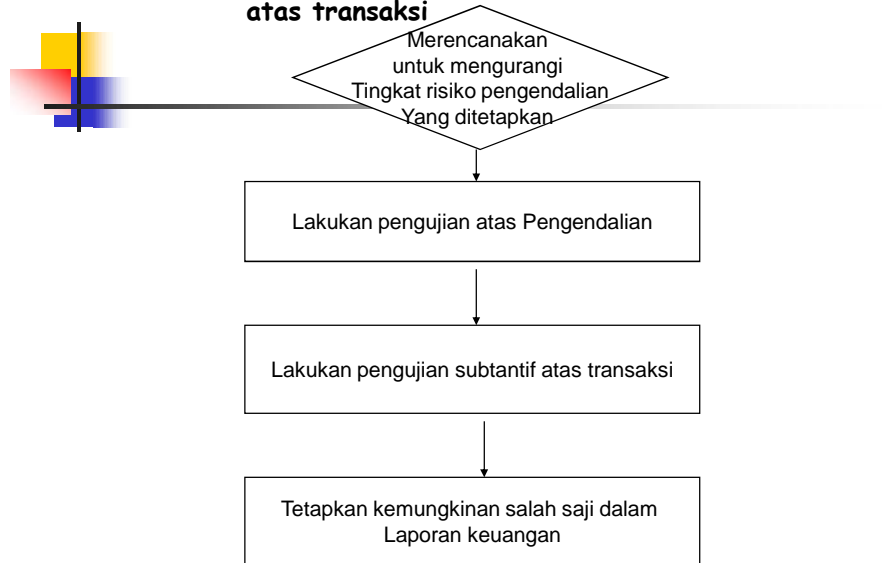 atas transaksi
Merencanakan
untuk mengurangi
Tingkat risiko pengendalian
Yang ditetapkan
Lakukan pengujian atas Pengendalian
Lakukan pengujian subtantif atas transaksi
Tetapkan kemungkinan salah saji dalam
Laporan keuangan